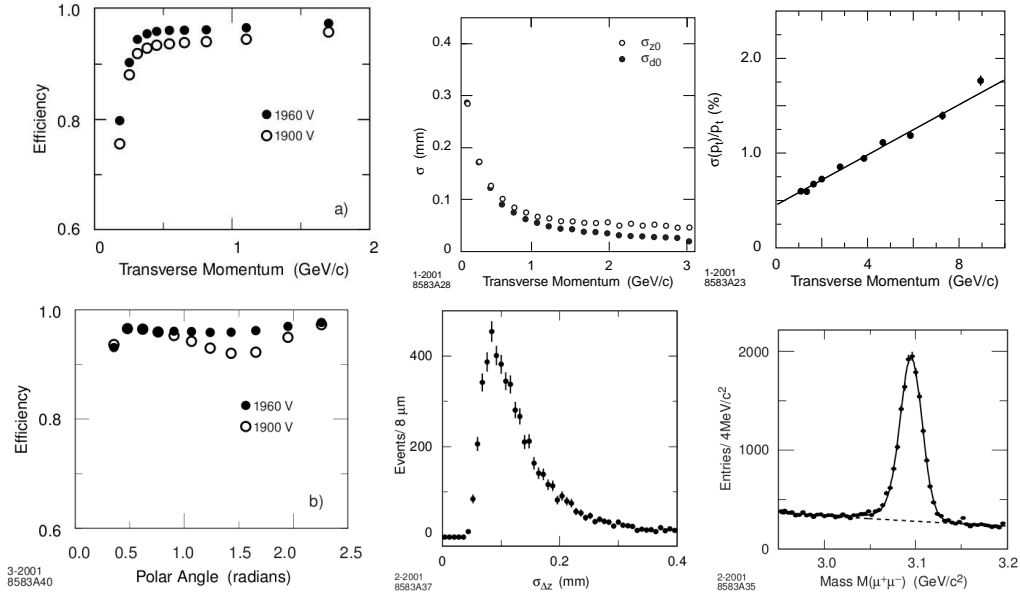 1.0
0.8
0.6
Efficiency
1960 V
1900 V
a)
0 1 2
Transverse Momentum (GeV/c)
1.0
0.8
0.6
Efficiency
1960 V
1900 V
b)
0.0 0.5 1.0 1.5 2.0 2.5
Polar Angle (radians)
3-2001
8583A40
0.4
0.3
0.2
0.1
0
σ (mm)
σz0
σd0
0 1 2 3
Transverse Momentum (GeV/c)
1-2001
8583A28
400
200
0
Events/ 8 μm
0 0.2 0.4
σΔz (mm)
2-2001
8583A37
2.0
1.0
0
σ(pt)/pt (%)
0 4 8
Transverse Momentum (GeV/c)
1-2001
8583A23
2000
1000
0
Entries/ 4MeV/c2
3.0 3.1 3.2
Mass M(μ+μ−) (GeV/c2)
2-2001
8583A35